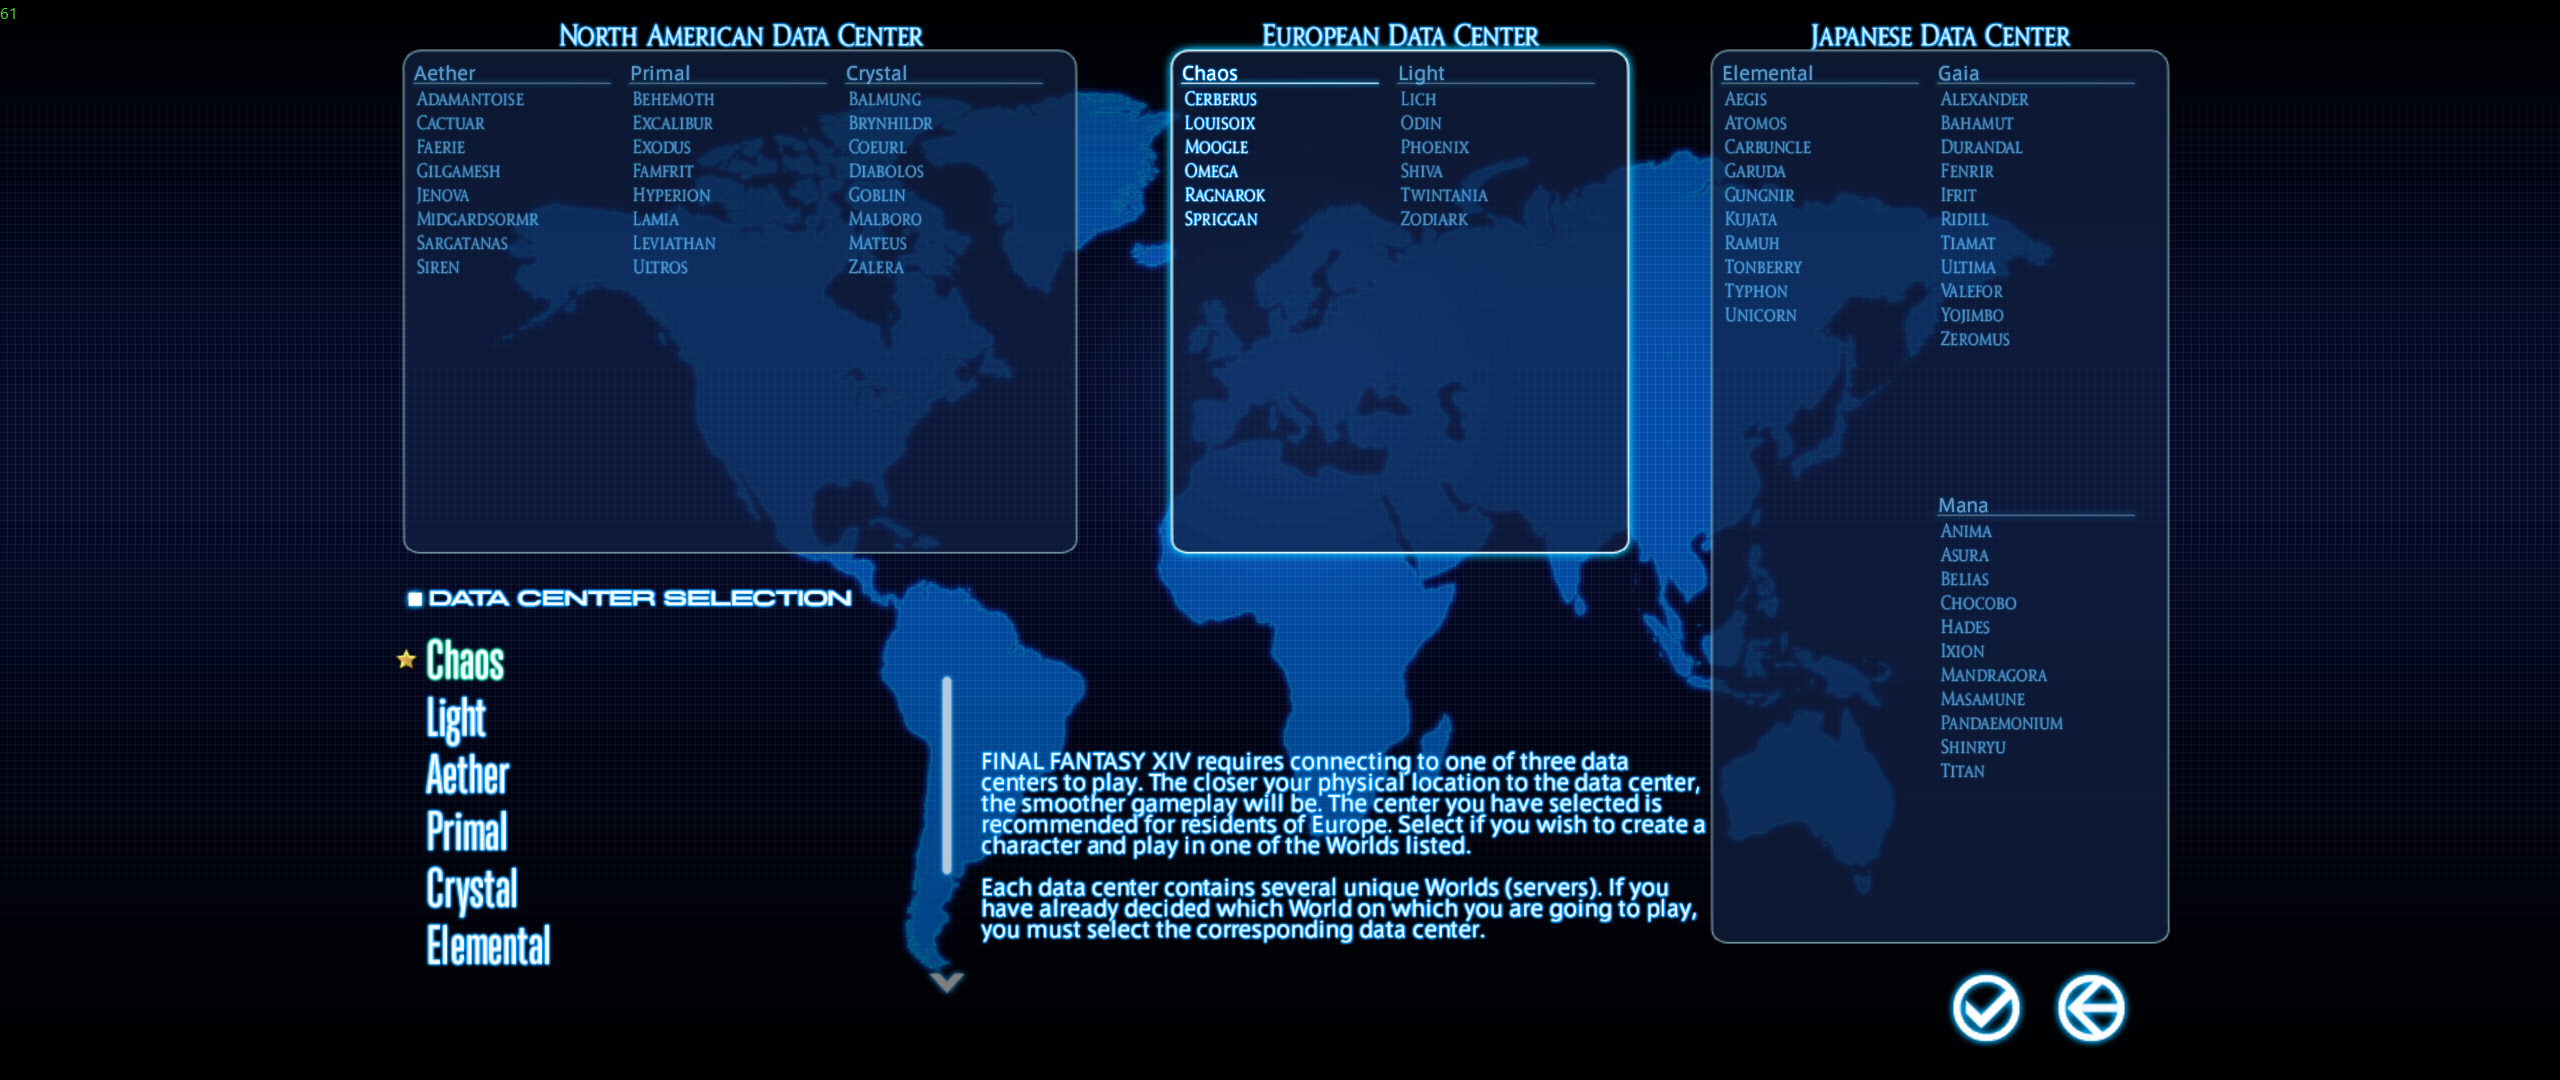 61
North American Data Center
Aether
Adamantoise
Cactuar
Faerie
Gilgamesh
Jenova
Midgardsormr
Sargatanas
Siren
Primal
Behemoth
Excalibur
Exodus
Famfrit
Hyperion
Lamia
Leviathan
Ultros
Crystal
Balmung
Brynhildr
Coeurl
Diabolos
Goblin
Malboro
Mateus
Zalera
European Data Center
Chaos
Cerberus
Louisoix
Moogle
Omega
Ragnarok
Spriggan
Light
Lich
Odin
Phoenix
Shiva
Twintania
Zodiark
Japanese Data Center
Elemental
Aegis
Atomos
Carbuncle
Garuda
Gungnir
Kujata
Ramuh
Tonberry
Typhon
Unicorn
Gaia
Alexander
Bahamut
Durandal
Fenrir
Ifrit
Ridill
Tiamat
Ultima
Valefor
Yojimbo
Zeromus
Mana
Anima
Asura
Belias
Chocobo
Hades
Ixion
Mandragora
Masamune
Pandaemonium
Shinryu
Titan
DATA CENTER SELECTION
Chaos
Light
Aether
Primal
Crystal
Elemental
FINAL FANTASY XIV requires connecting to one of three data
centers to play. The closer your physical location to the data center,
the smoother gameplay will be. The center you have selected is
recommended for residents of Europe. Select if you wish to create a
character and play in one of the Worlds listed.
Each data center contains several unique Worlds (servers). If you
have already decided which World on which you are going to play,
you must select the corresponding data center.